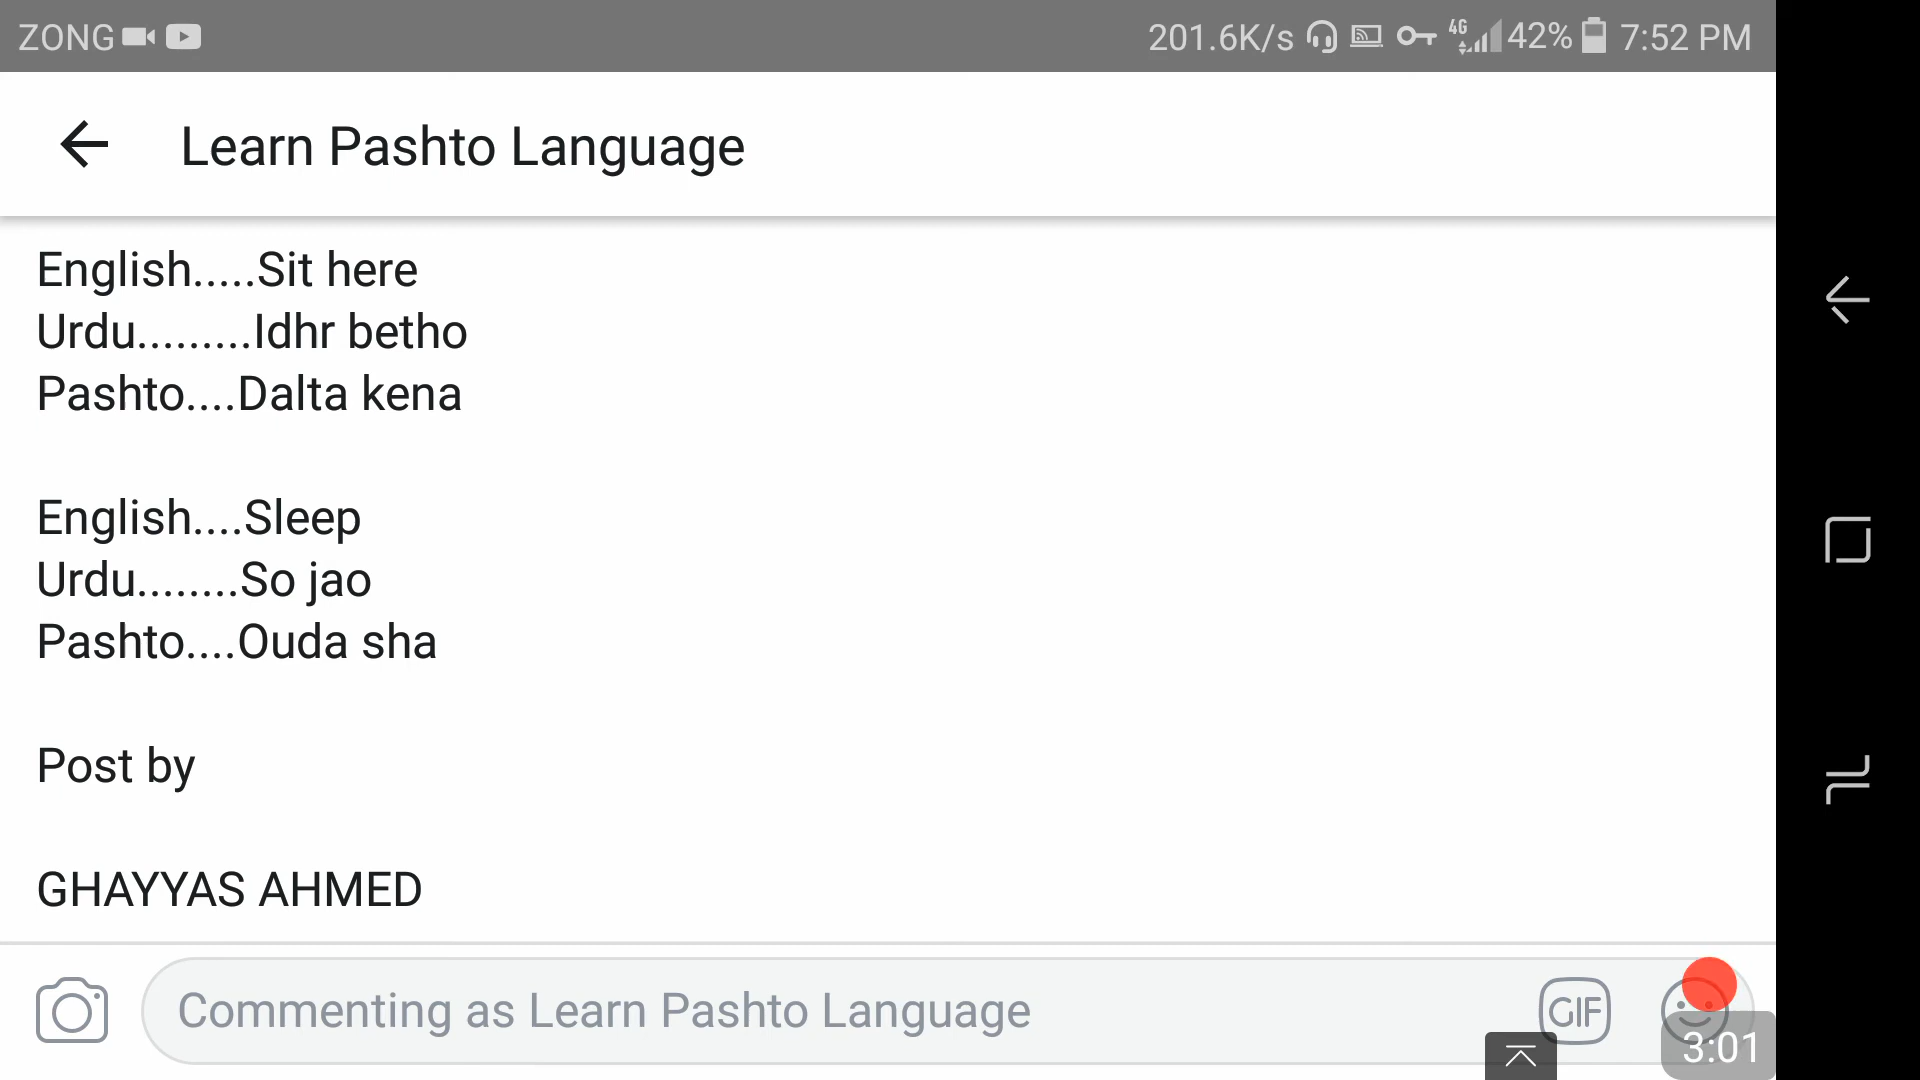 ZONG 201.6K/s 4G 42% 7:52 PM
Learn Pashto Language
English.....Sit here
Urdu.........Idhr betho
Pashto....Dalta kena
English....Sleep
Urdu........So jao
Pashto....Ouda sha
Post by
GHAYYAS AHMED
Commenting as Learn Pashto Language GIF
3:01